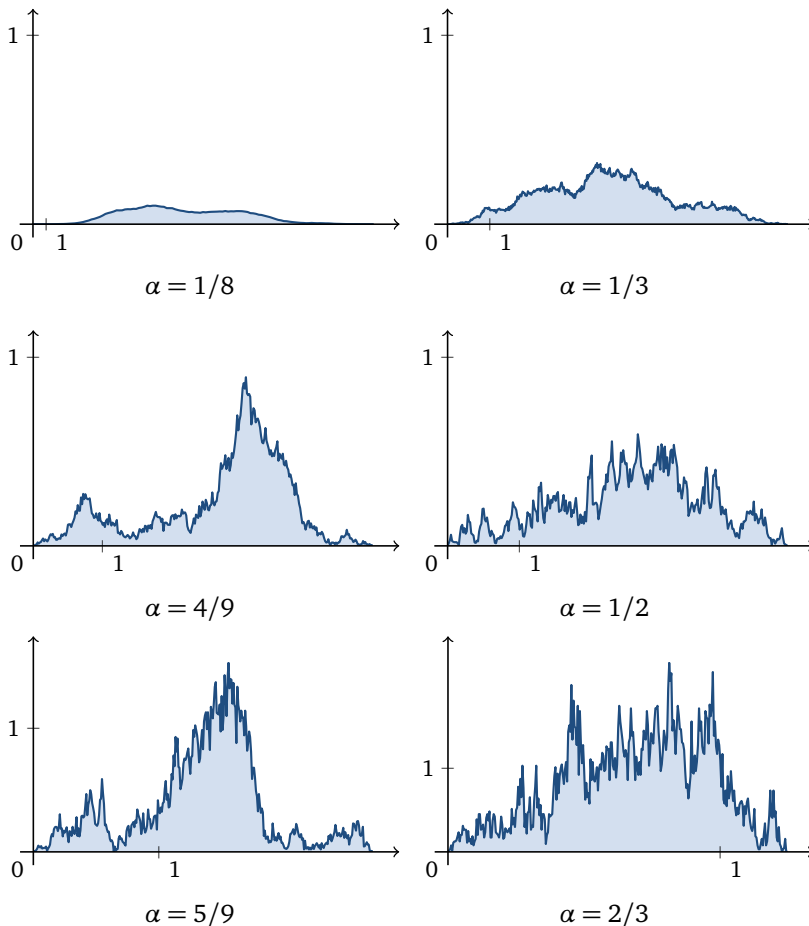 1 1
0 1 0 1
α = 1/8 α = 1/3
1 1
0 1 0 1
α = 4/9 α = 1/2
1 1
0 1 0 1
α = 5/9 α = 2/3